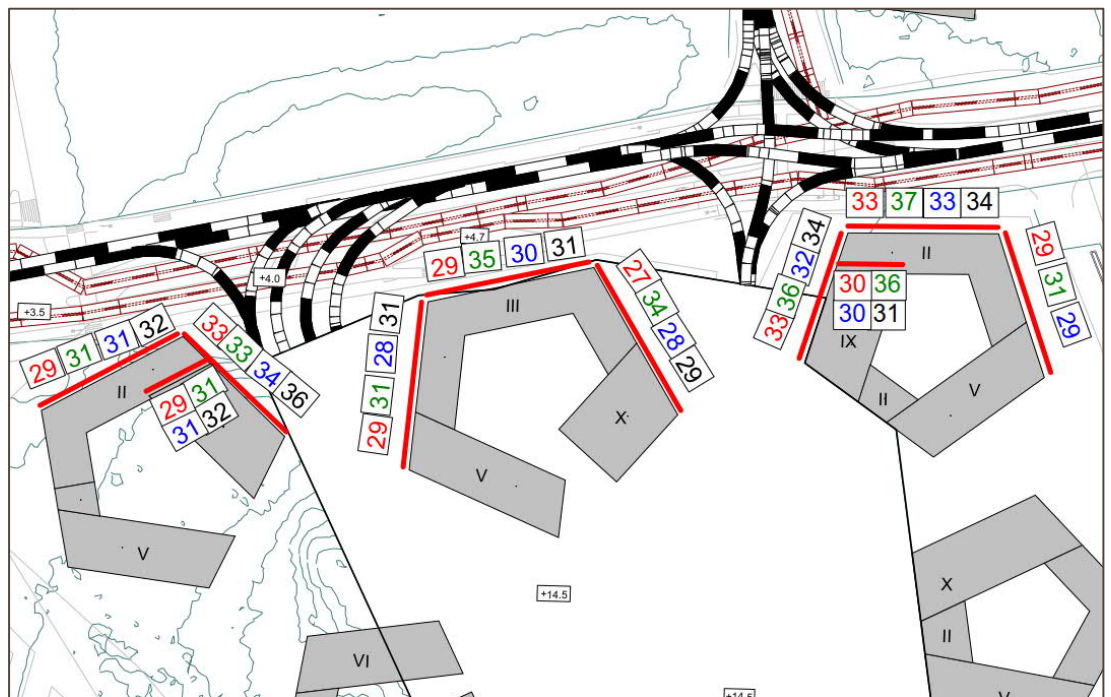 33 37 33 34
II
33 36 32 34
30 36
30 31
29 31 29
IX
II
V
+4.7
29 35 30 31
27 34 28 29
III
29 31 28 31
X
V
+4.0
+3.5
29 31 31 32
33 33 34 36
II
29 31
31 32
V
+14.5
X
II
VI
V
+14.5